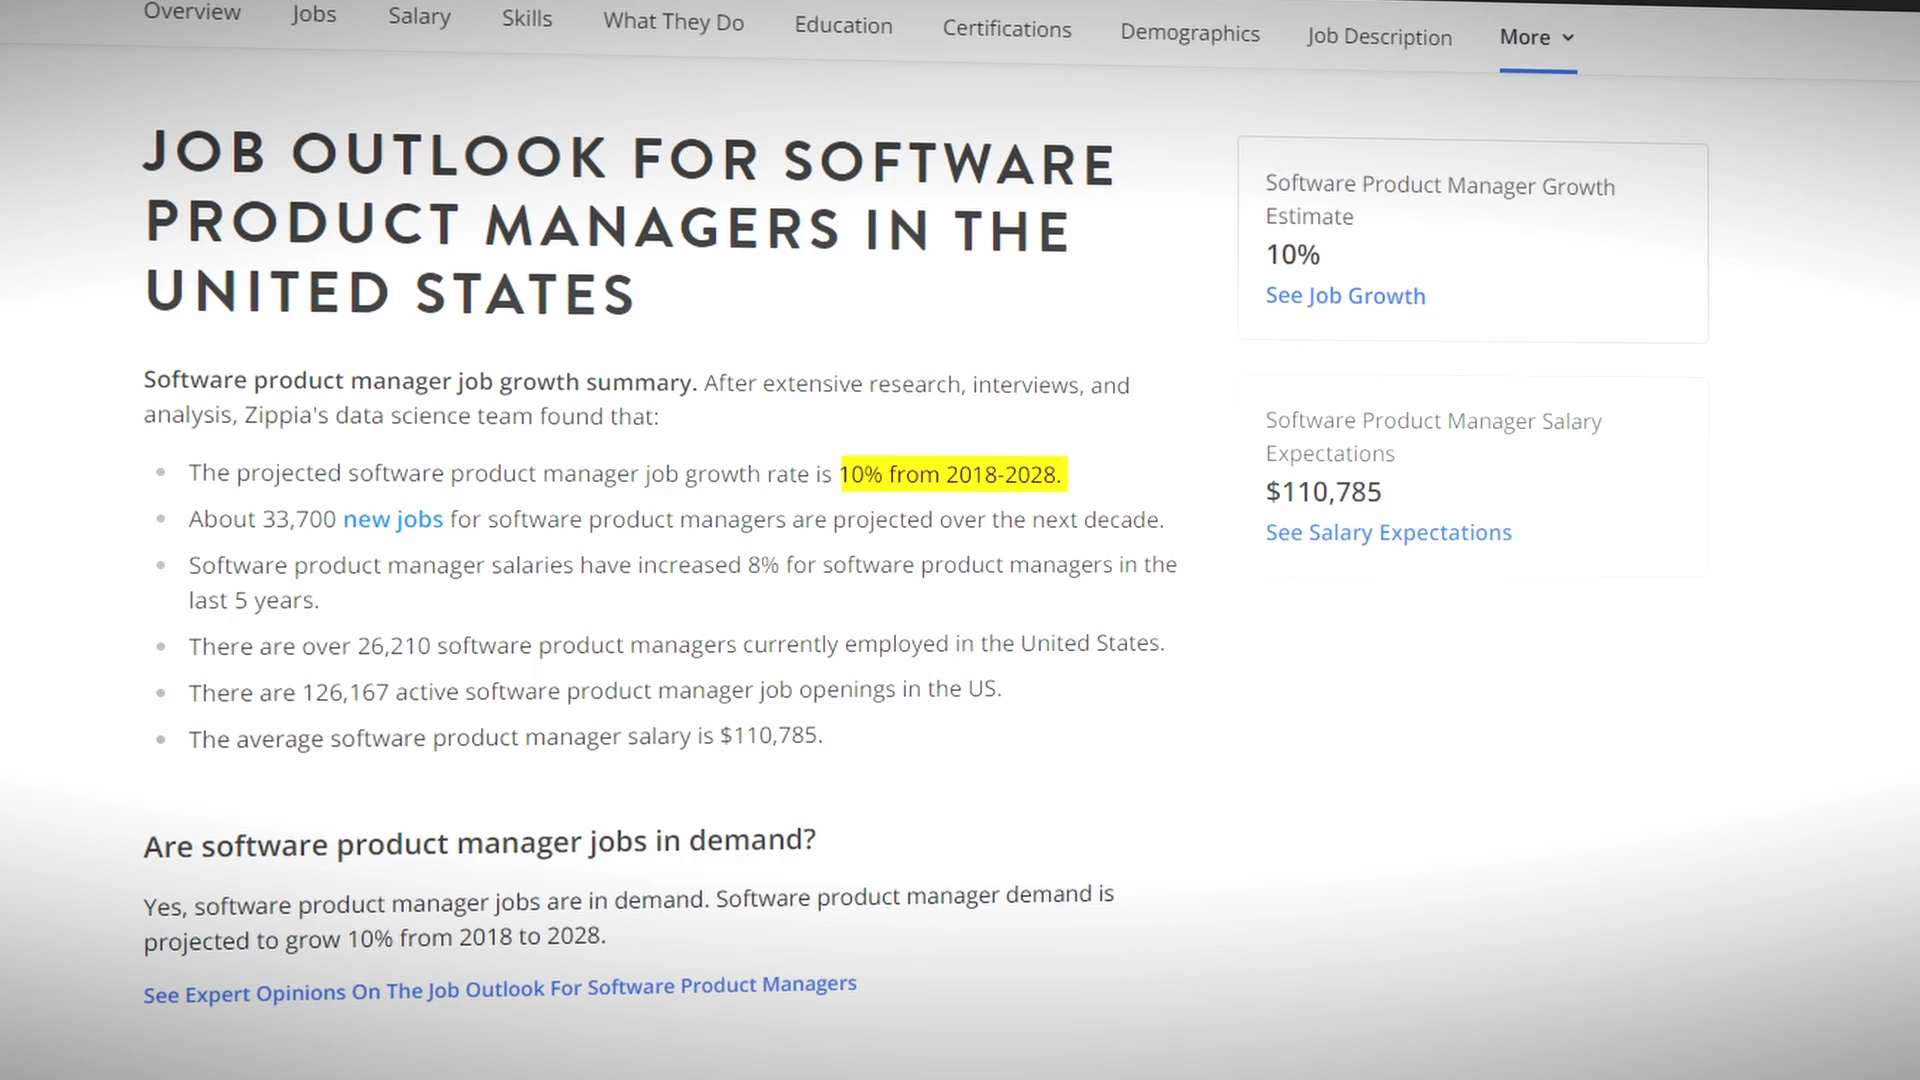 Overview Jobs Salary Skills What They Do Education Certifications Demographics Job Description More
JOB OUTLOOK FOR SOFTWARE
PRODUCT MANAGERS IN THE
UNITED STATES
Software product manager job growth summary. After extensive research, interviews, and
analysis, Zippia's data science team found that:
The projected software product manager job growth rate is 10% from 2018-2028.
About 33,700 new jobs for software product managers are projected over the next decade.
Software product manager salaries have increased 8% for software product managers in the
last 5 years.
There are over 26,210 software product managers currently employed in the United States.
There are 126,167 active software product manager job openings in the US.
The average software product manager salary is $110,785.
Are software product manager jobs in demand?
Yes, software product manager jobs are in demand. Software product manager demand is
projected to grow 10% from 2018 to 2028.
See Expert Opinions On The Job Outlook For Software Product Managers
Software Product Manager Growth
Estimate
10%
See Job Growth
Software Product Manager Salary
Expectations
$110,785
See Salary Expectations